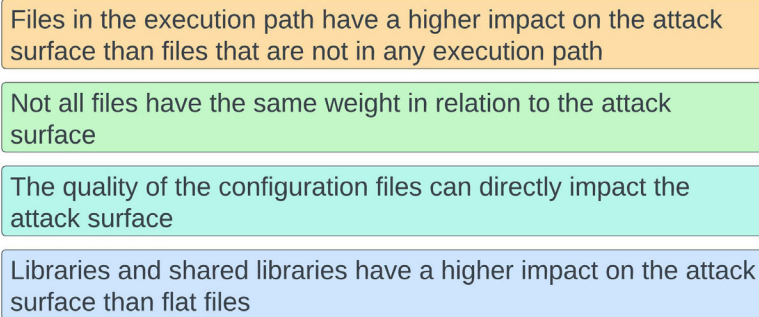 Files in the execution path have a higher impact on the attack
surface than files that are not in any execution path
Not all files have the same weight in relation to the attack
surface
The quality of the configuration files can directly impact the
attack surface
Libraries and shared libraries have a higher impact on the attack
surface than flat files